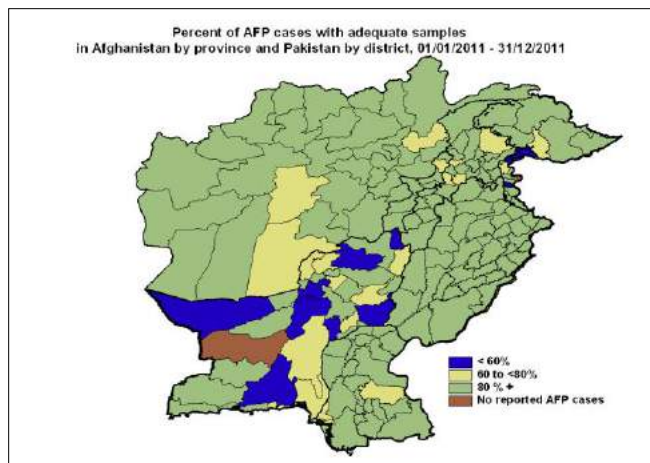 Percent of AFP cases with adequate samples
in Afghanistan by province and Pakistan by district, 01/01/2011 - 31/12/2011
< 60%
60 to <80%
80 % +
No reported AFP cases